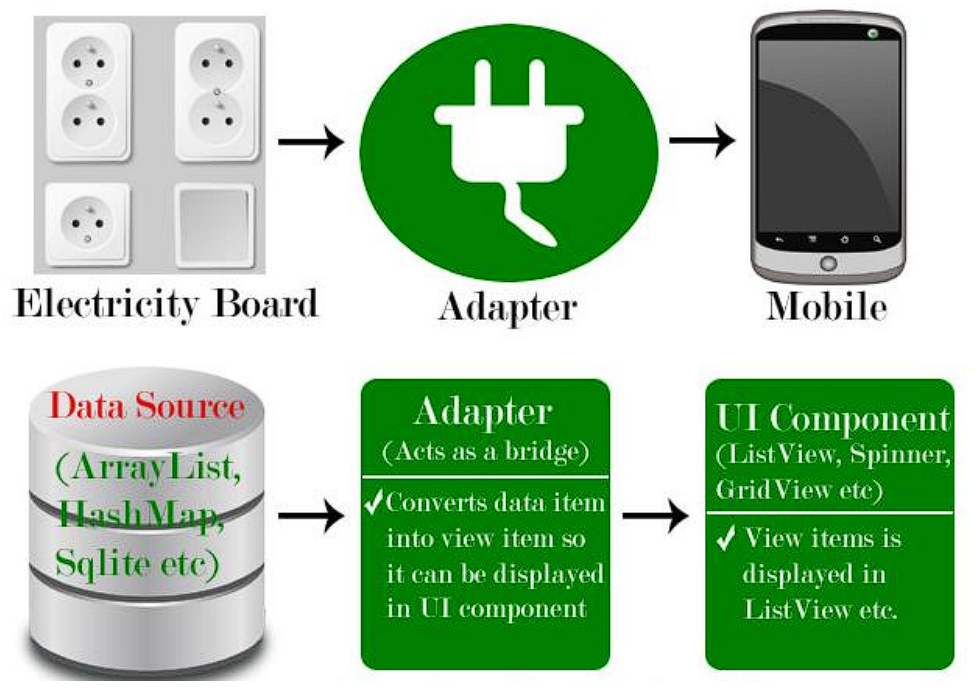 Electricity Board
Adapter
Mobile
Data Source
(ArrayList,
HashMap,
Sqlite etc)
Adapter
(Acts as a bridge)
✓Converts data item
into view item so
it can be displayed
in UI component
UI Component
(ListView, Spinner,
GridView etc)
✓ View items is
displayed in
ListView etc.